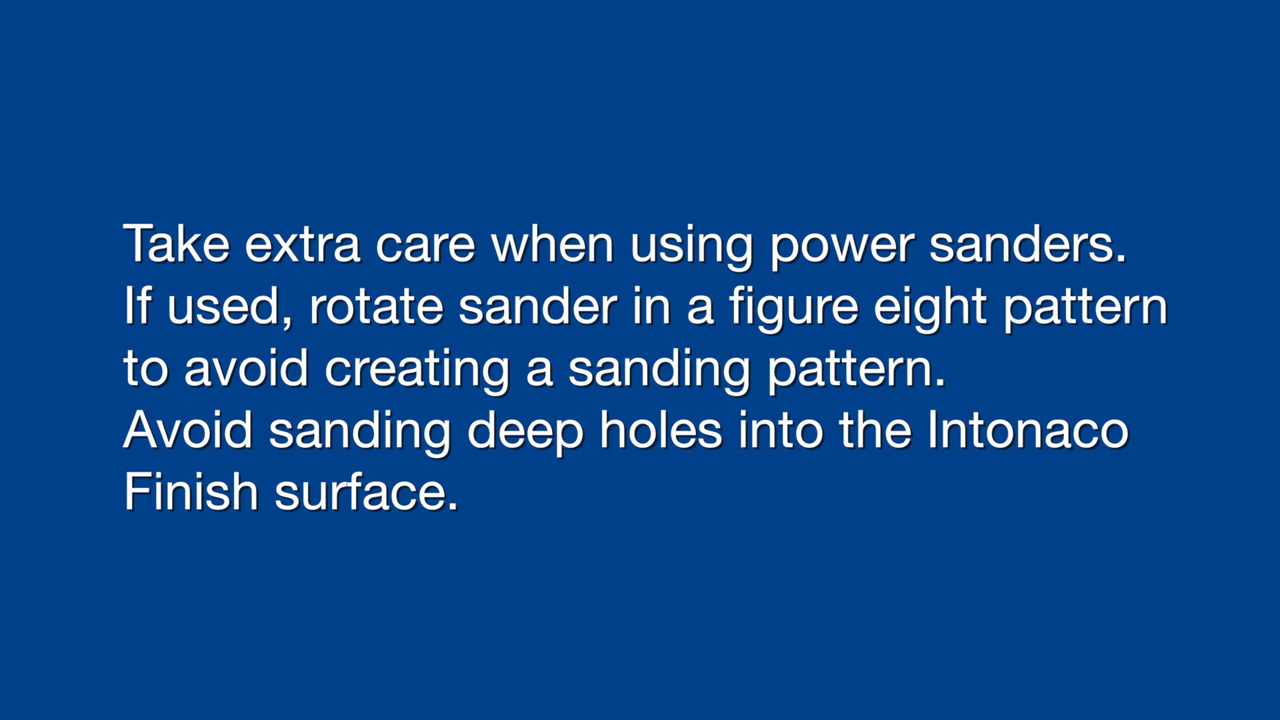 Take extra care when using power sanders.
If used, rotate sander in a figure eight pattern
to avoid creating a sanding pattern.
Avoid sanding deep holes into the Intonaco
Finish surface.